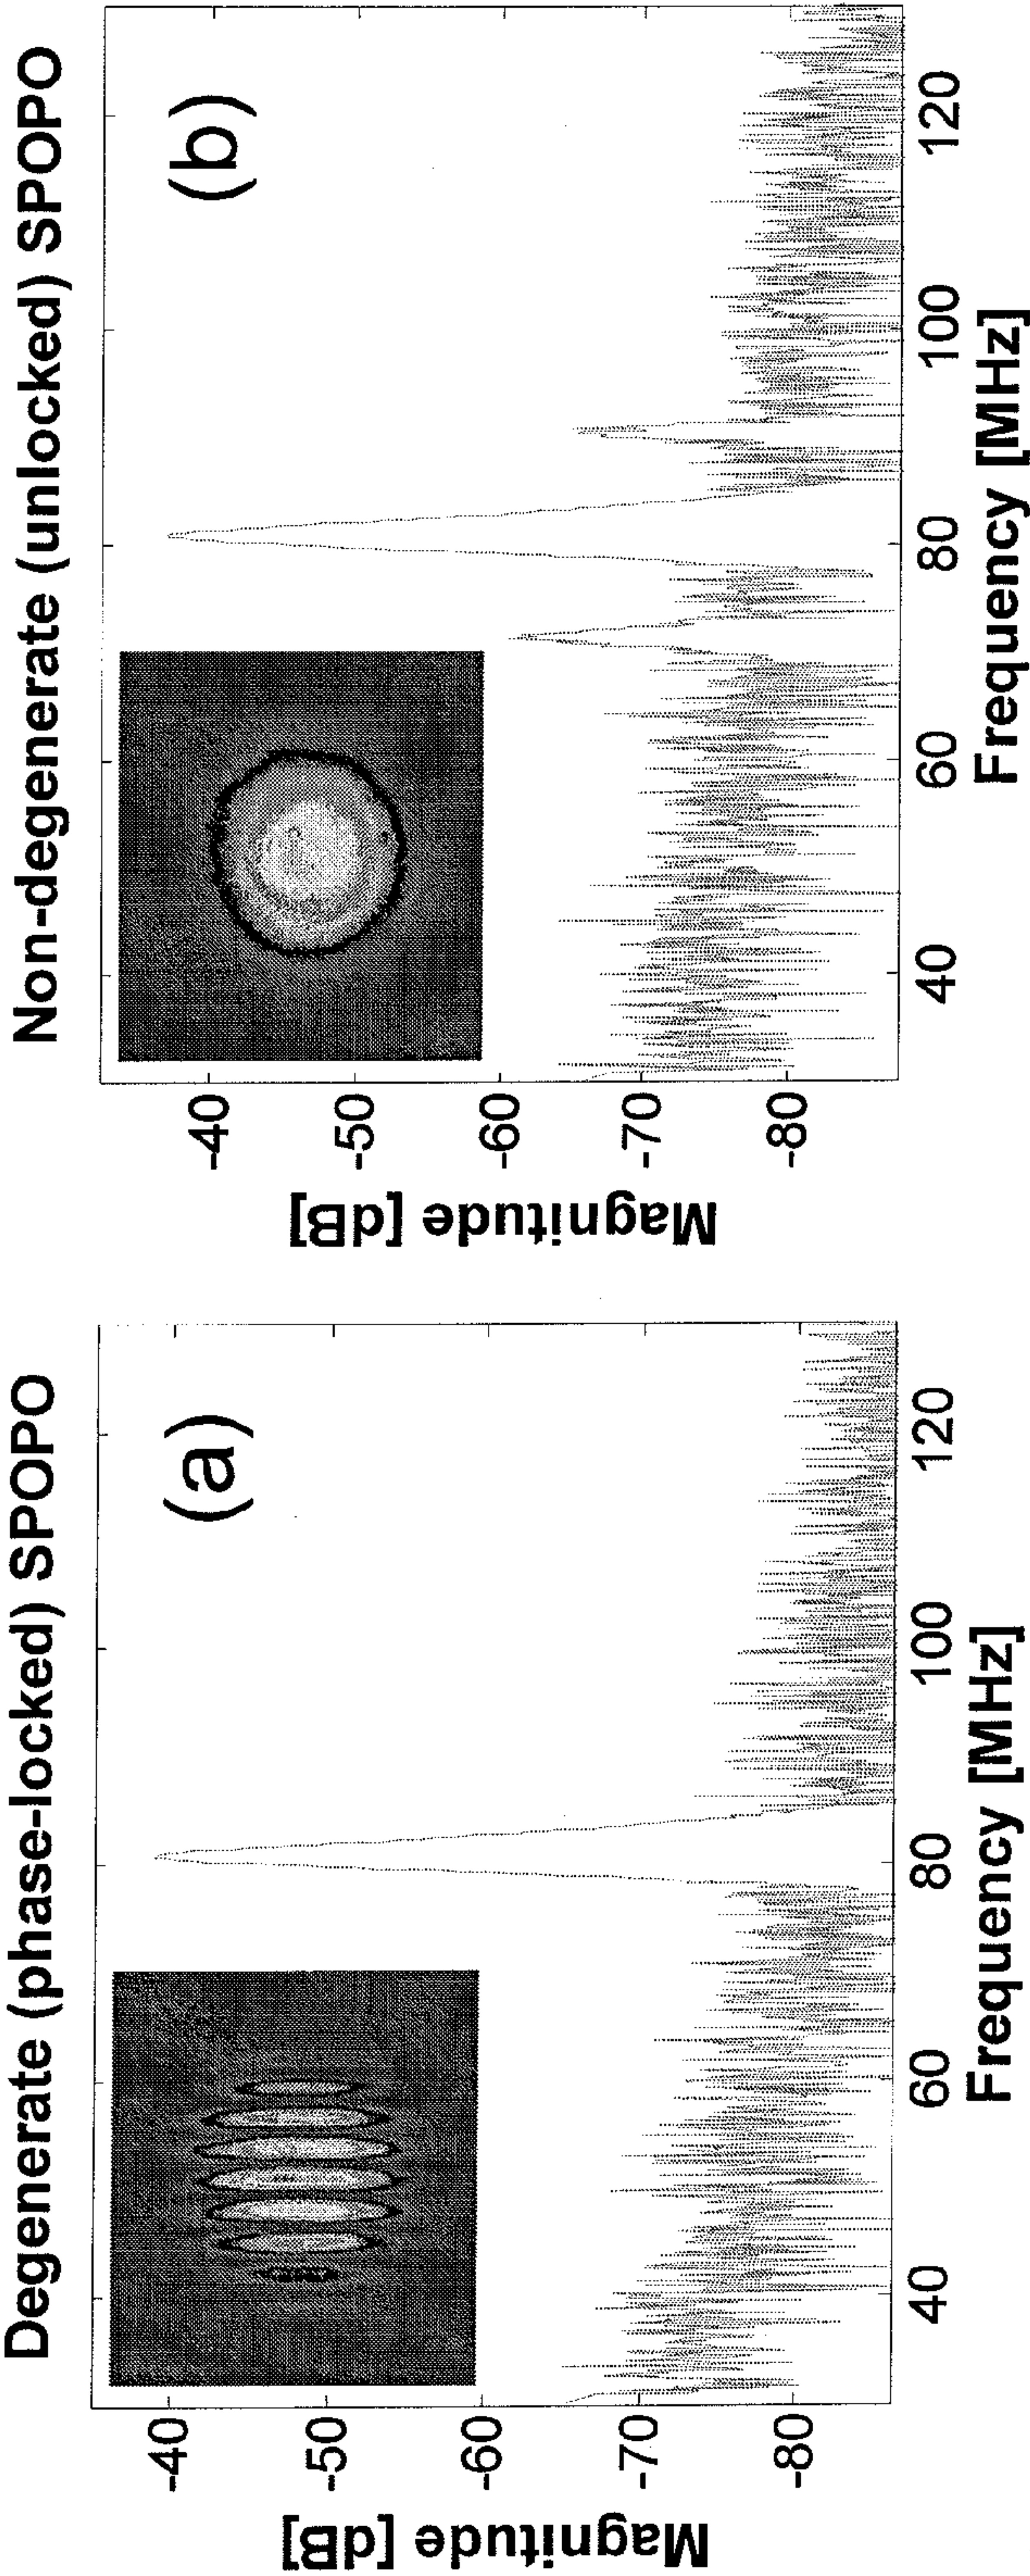 Degenerate (phase-locked) SPOPO
(a)
-40
-50
-60
-70
-80
Magnitude [dB]
40
60
80
100
120
Frequency [MHz]
Non-degenerate (unlocked) SPOPO
(b)
-40
-50
-60
-70
-80
Magnitude [dB]
40
60
80
100
120
Frequency [MHz]